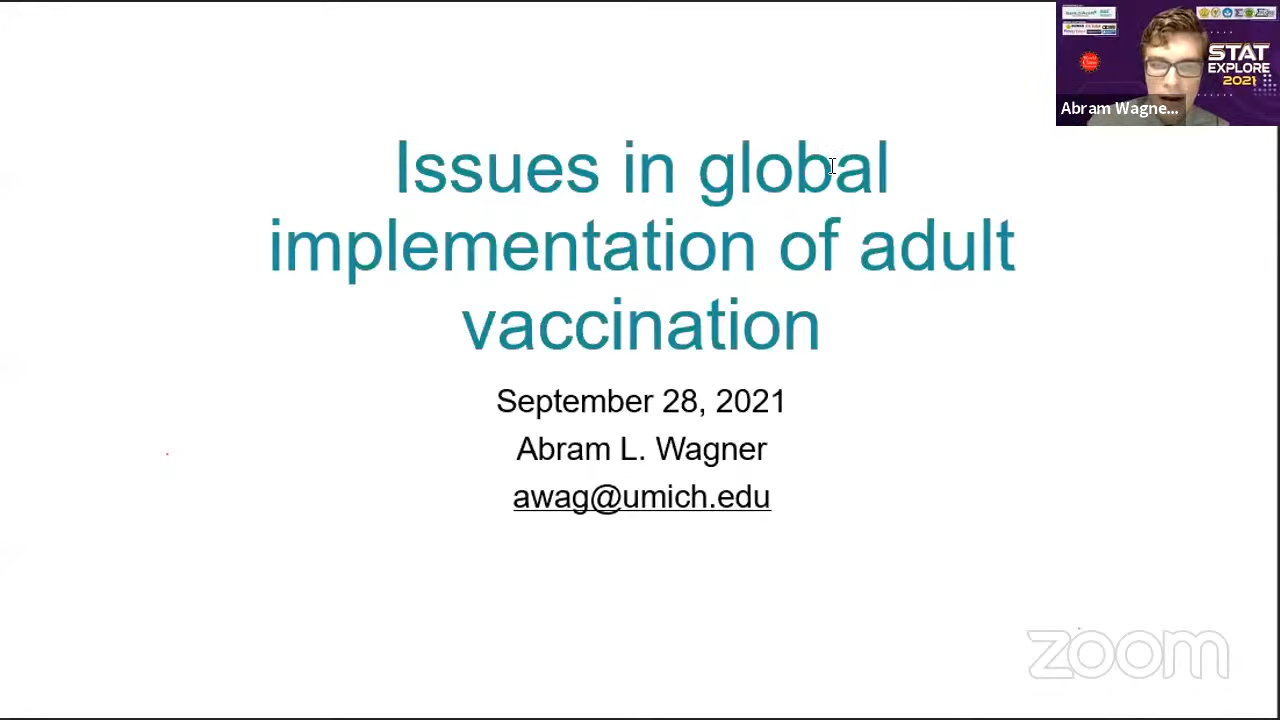 STAT
EXPLORE
2021
Abram Wagne...
Issues in global
implementation of adult
vaccination
September 28, 2021
Abram L. Wagner
awag@umich.edu
zoom